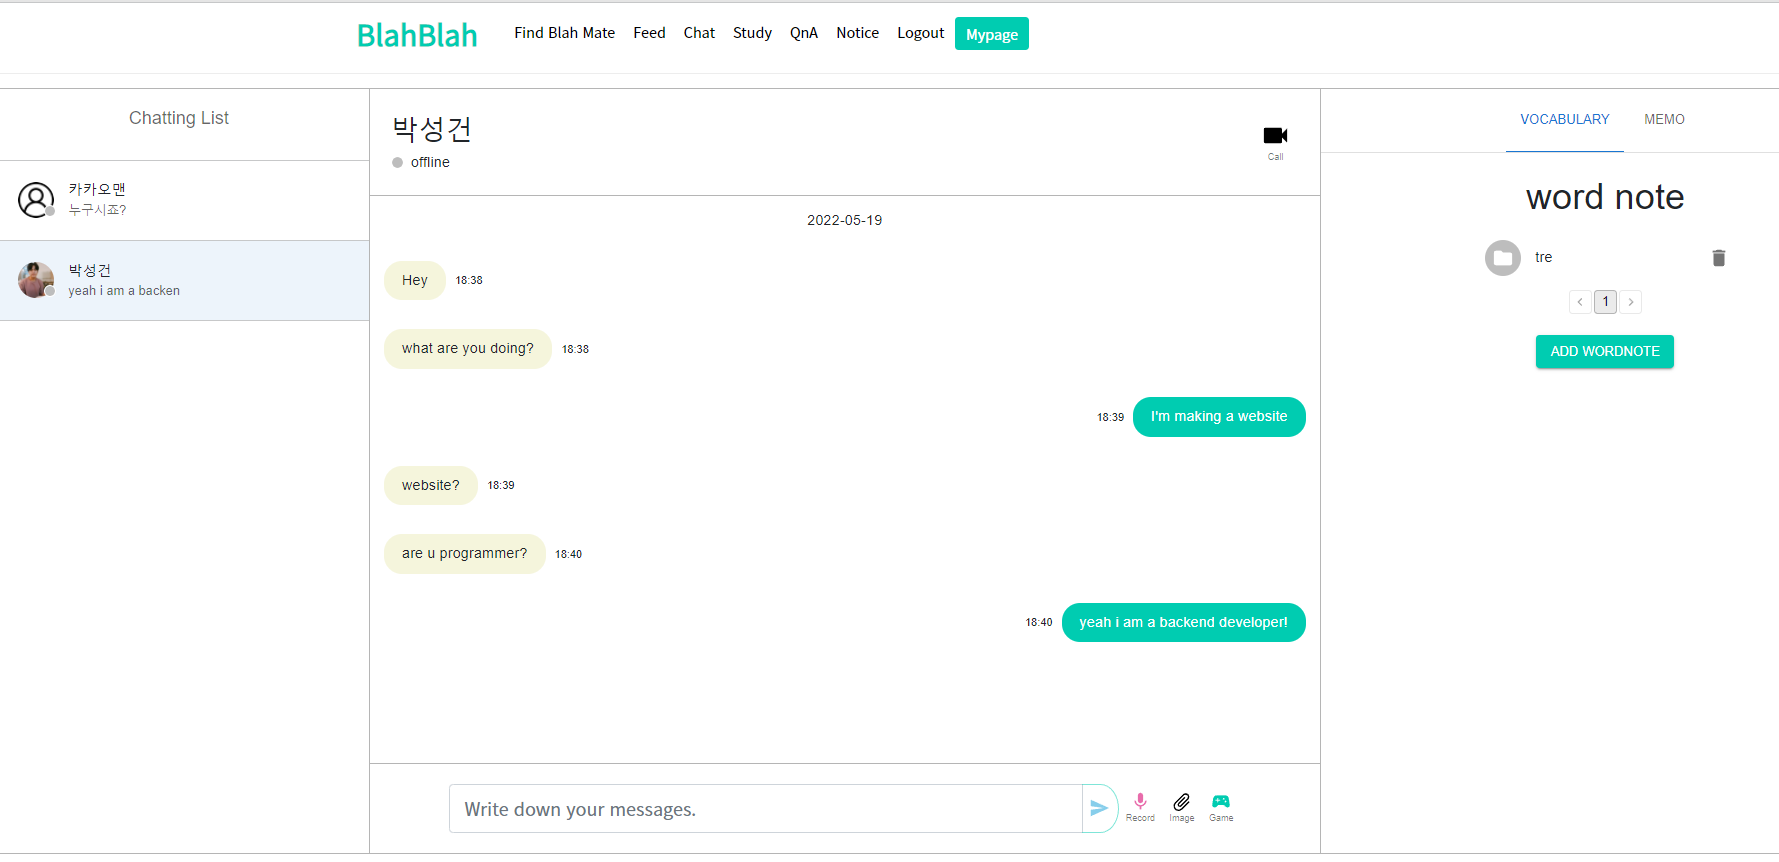 BlahBlah
Find Blah Mate Feed Chat Study QnA Notice Logout Mypage
Chatting List
카카오맨
누구시죠?
박성건
yeah i am a backen
박성건
offline
Call
2022-05-19
Hey 18:38
what are you doing? 18:38
18:39 I'm making a website
website? 18:39
are u programmer? 18:40
18:40 yeah i am a backend developer!
Write down your messages.
Record Image Game
VOCABULARY MEMO
word note
tre
1
ADD WORDNOTE